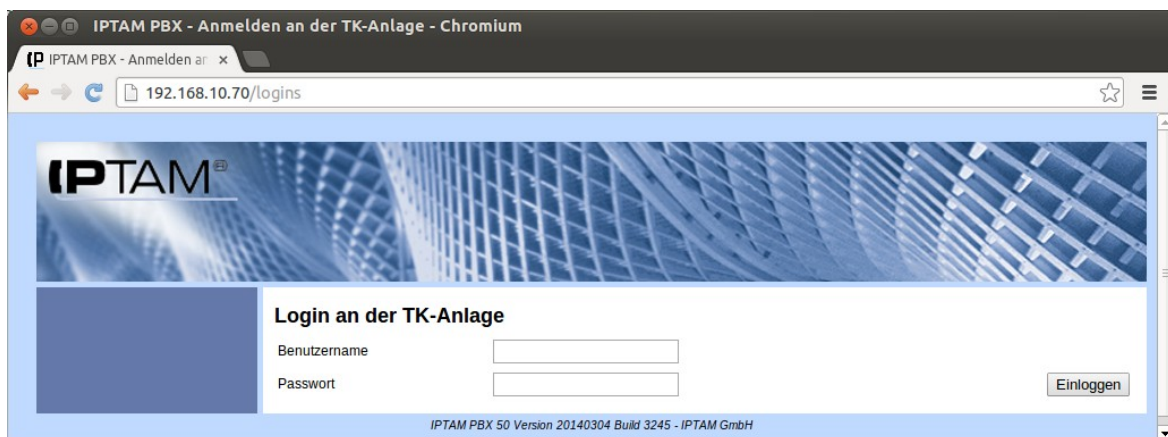 IPTAM PBX - Anmelden an der TK-Anlage - Chromium
IPTAM PBX - Anmelden an
192.168.10.70/logins
IPTAM®
Login an der TK-Anlage
Benutzername
Passwort
Einloggen
IPTAM PBX 50 Version 20140304 Build 3245 - IPTAM GmbH